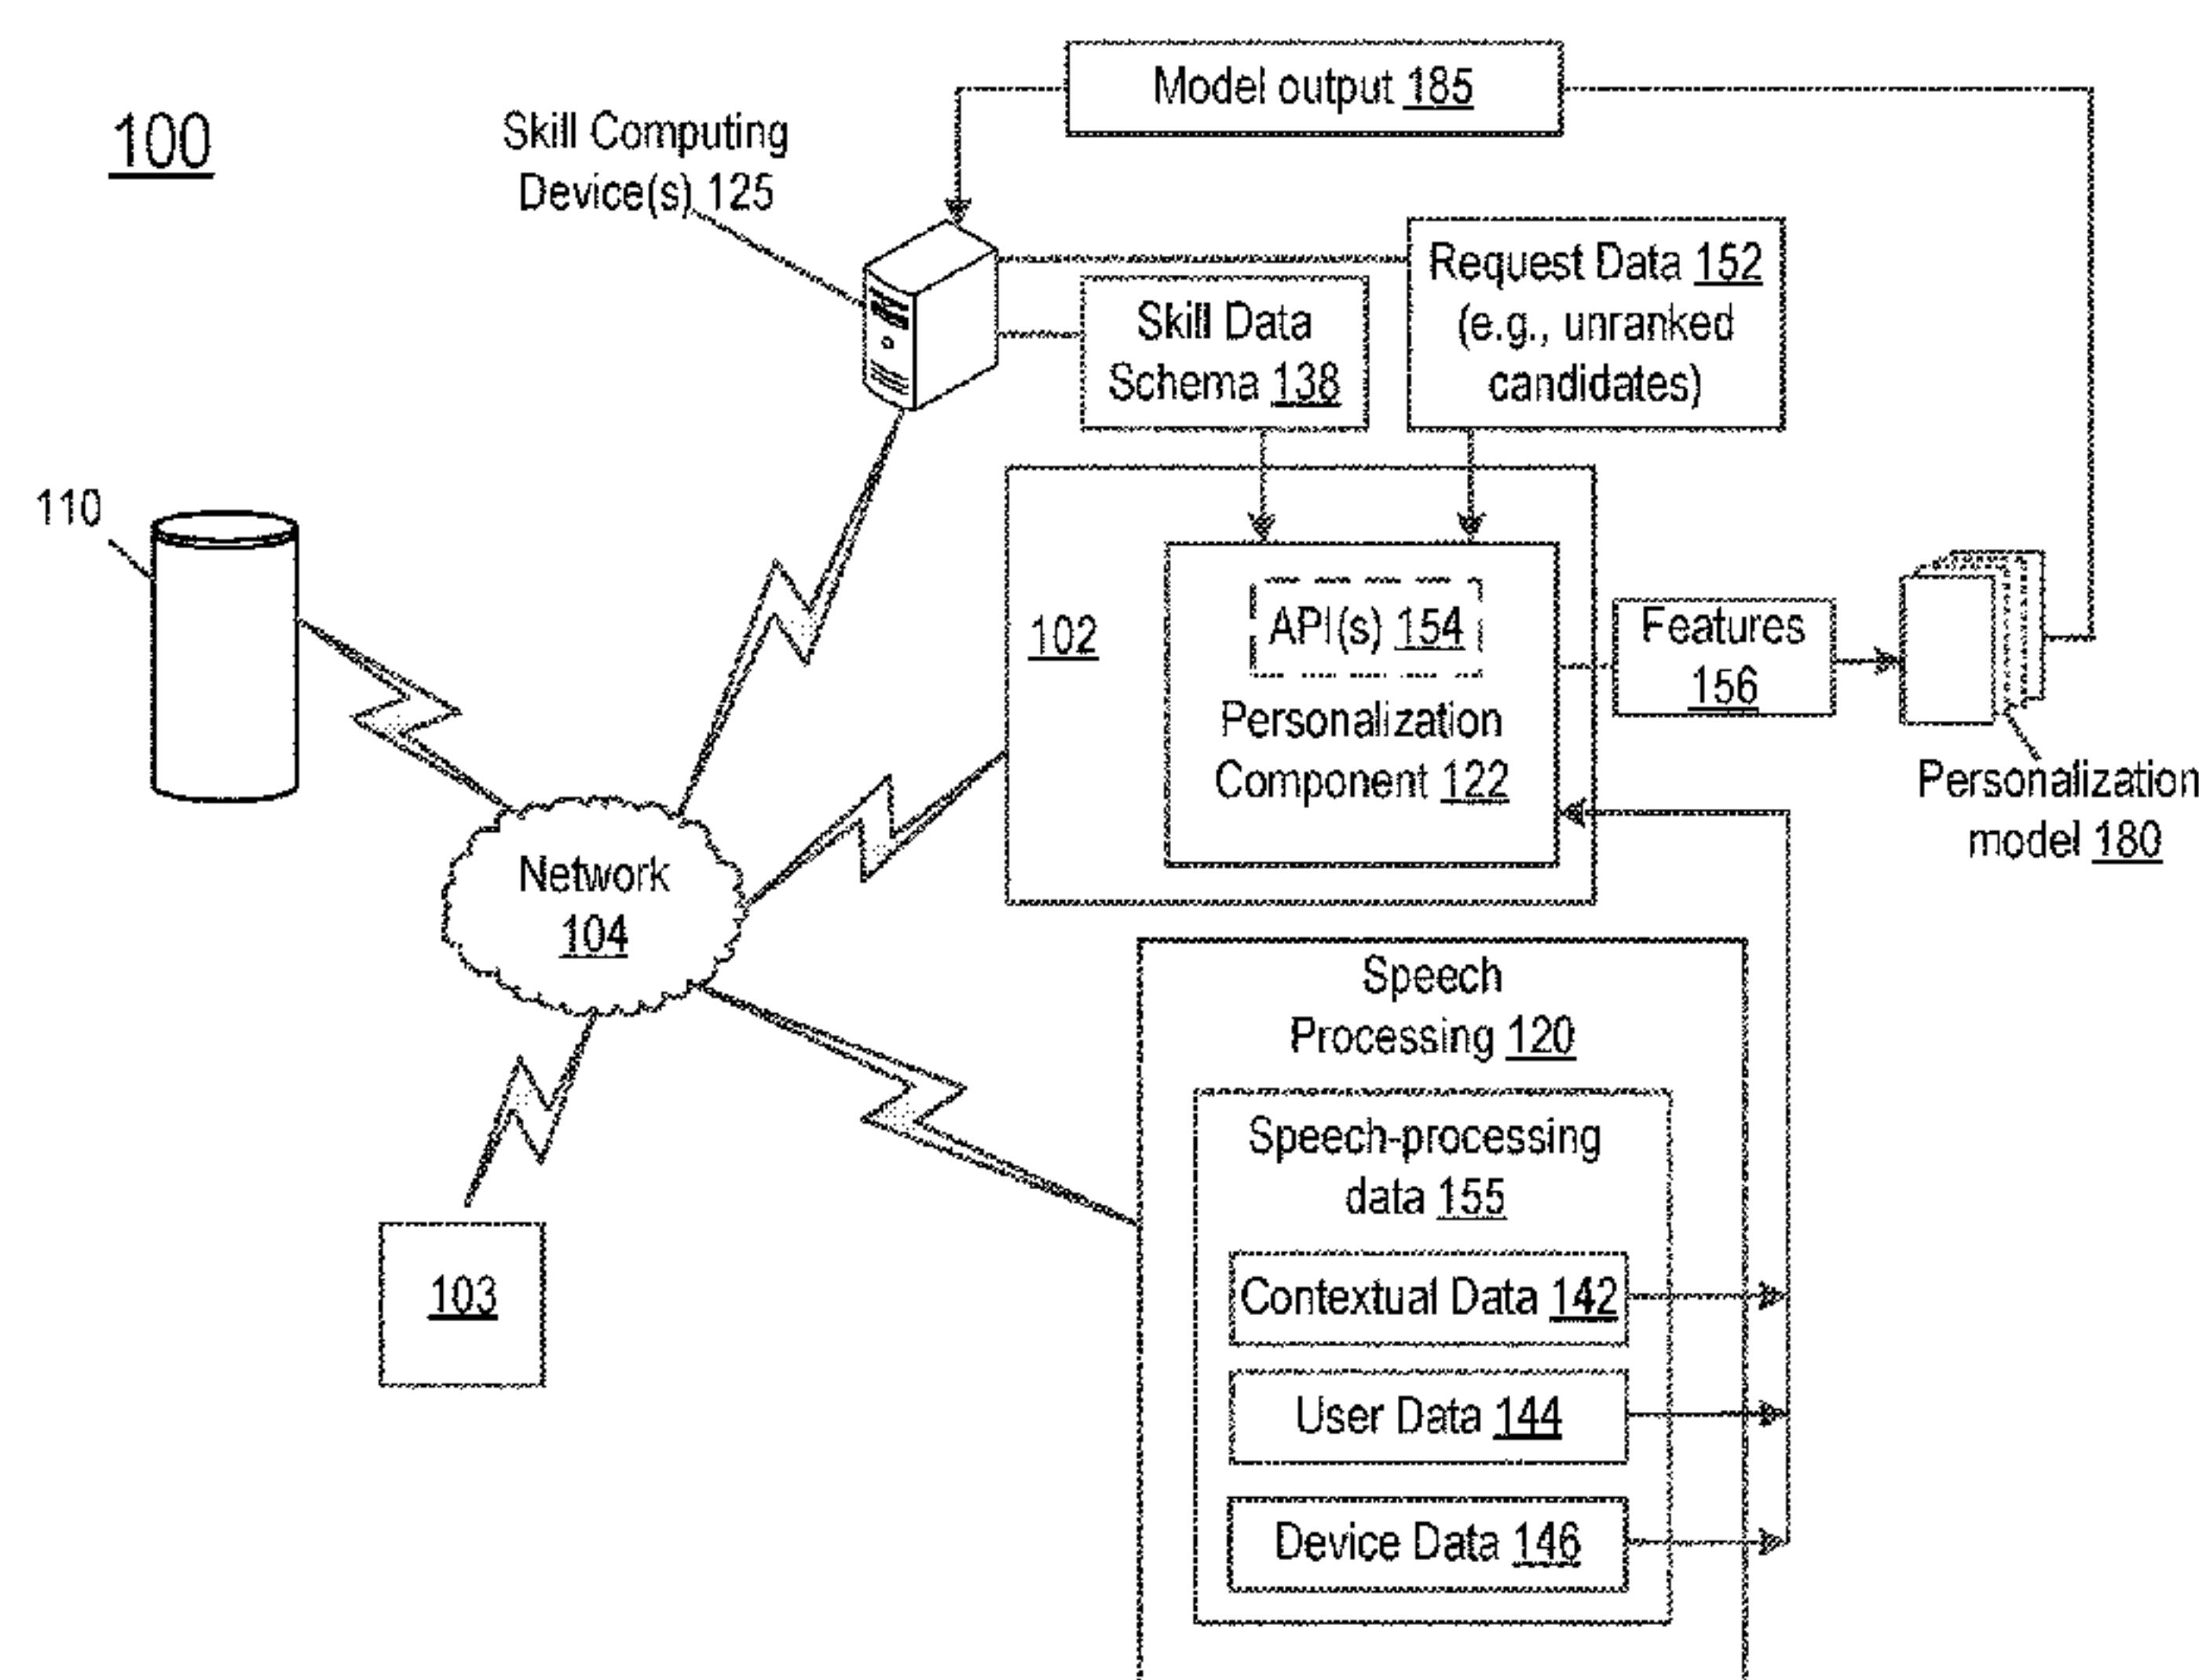 100
Model output 185
Skill Computing
Device(s) 125
Request Data 152
(e.g., unranked
candidates)
Skill Data
Schema 138
110
102
API(s) 154
Personalization
Component 122
Features
156
Personalization
model 180
Network
104
Speech
Processing 120
Speech-processing
data 155
Contextual Data 142
User Data 144
Device Data 146
103